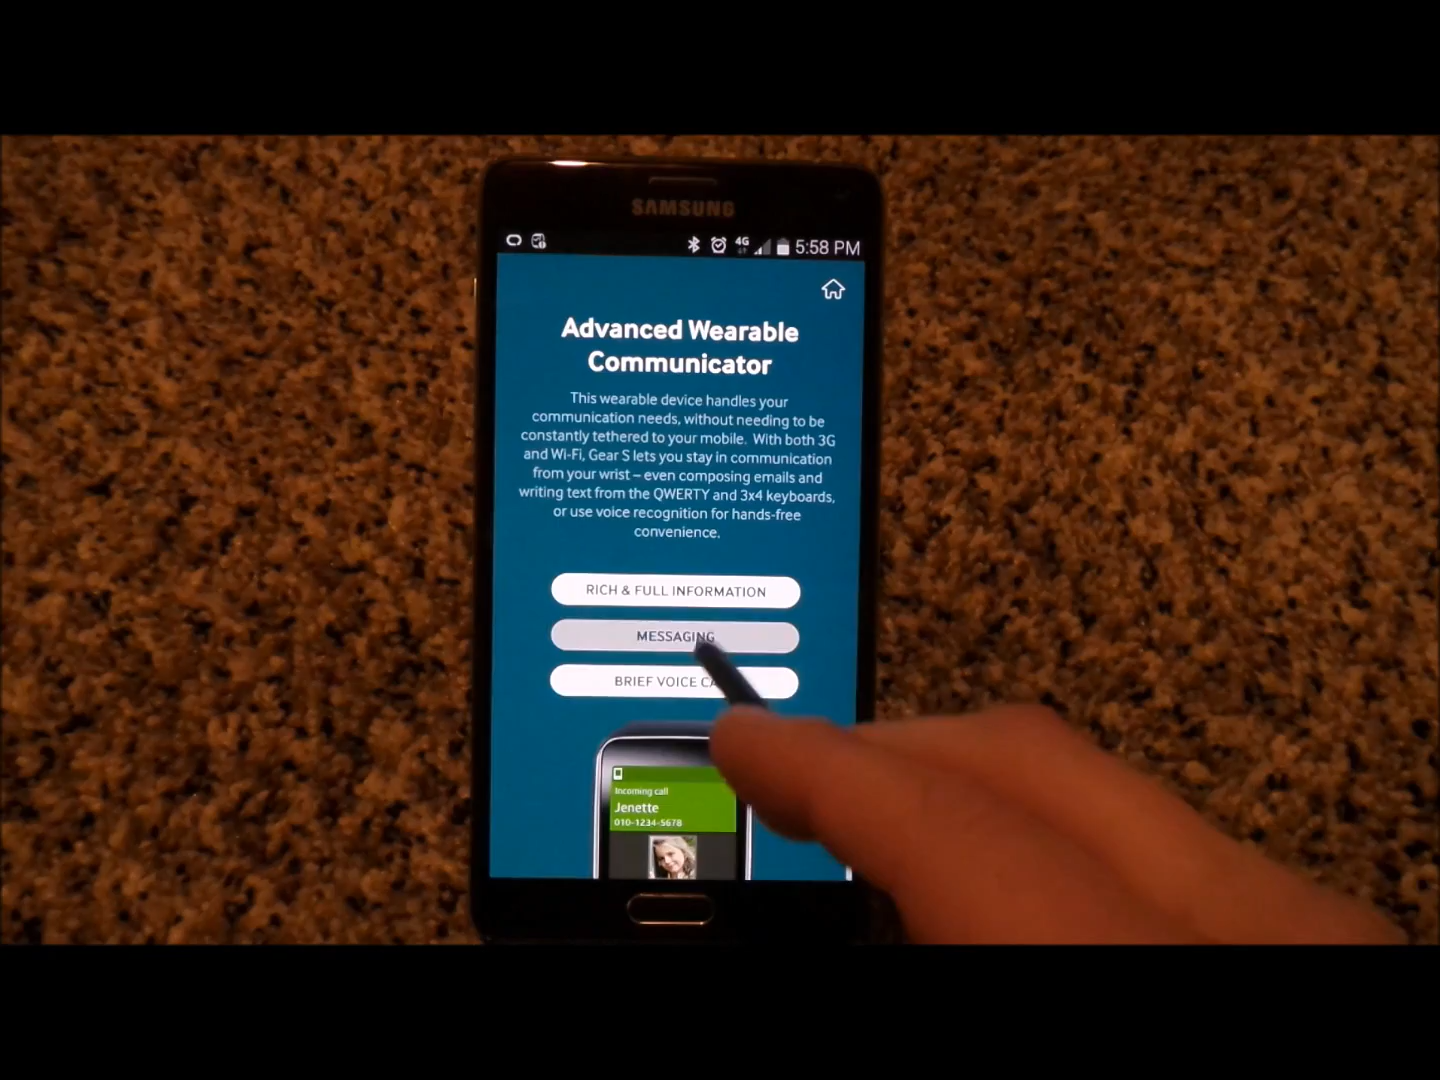 SAMSUNG
4G 5:58 PM
Advanced Wearable
Communicator
This wearable device handles your
communication needs, without needing to be
constantly tethered to your mobile. With both 3G
and Wi-Fi, Gear S lets you stay in communication
from your wrist – even composing emails and
writing text from the QWERTY and 3x4 keyboards,
or use voice recognition for hands-free
convenience.
RICH & FULL INFORMATION
MESSAGING
BRIEF VOICE
Incoming call
Jenette
010-1234-5678